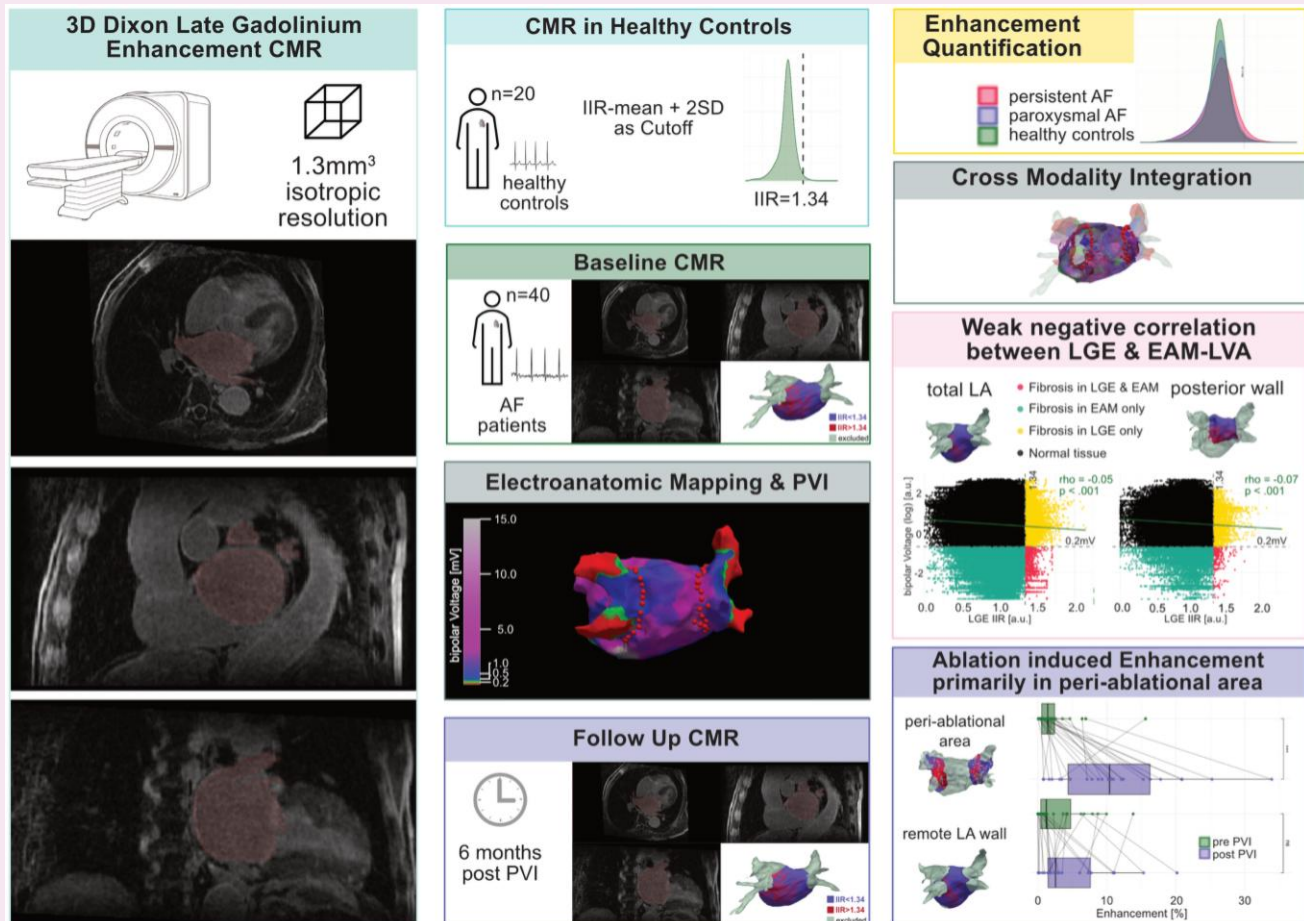 3D Dixon Late Gadolinium
Enhancement CMR
1.3mm³
isotropic
resolution
CMR in Healthy Controls
n=20
healthy
controls
IIR-mean + 2SD
as Cutoff
IIR=1.34
Baseline CMR
n=40
AF
patients
IIR<1.34
IIR>1.34
excluded
Electroanatomic Mapping & PVI
bipolar Voltage [mV]
15.0
10.0
5.0
1.0
0.5
0.2
Follow Up CMR
6 months
post PVI
IIR<1.34
IIR>1.34
excluded
Enhancement
Quantification
persistent AF
paroxysmal AF
healthy controls
Cross Modality Integration
Weak negative correlation
between LGE & EAM-LVA
total LA
Fibrosis in LGE & EAM
Fibrosis in EAM only
Fibrosis in LGE only
Normal tissue
posterior wall
bipolar Voltage (log) [a.u.]
2
0
-2
1.34
rho = -0.05
p < .001
0.2mV
0.0 0.5 1.0 1.5 2.0
LGE IIR [a.u.]
1.34
rho = -0.07
p < .001
0.2mV
0.0 0.5 1.0 1.5 2.0
LGE IIR [a.u.]
Ablation induced Enhancement
primarily in peri-ablational area
peri-ablational
area
remote LA wall
pre PVI
post PVI
0 10 20 30
Enhancement [%]